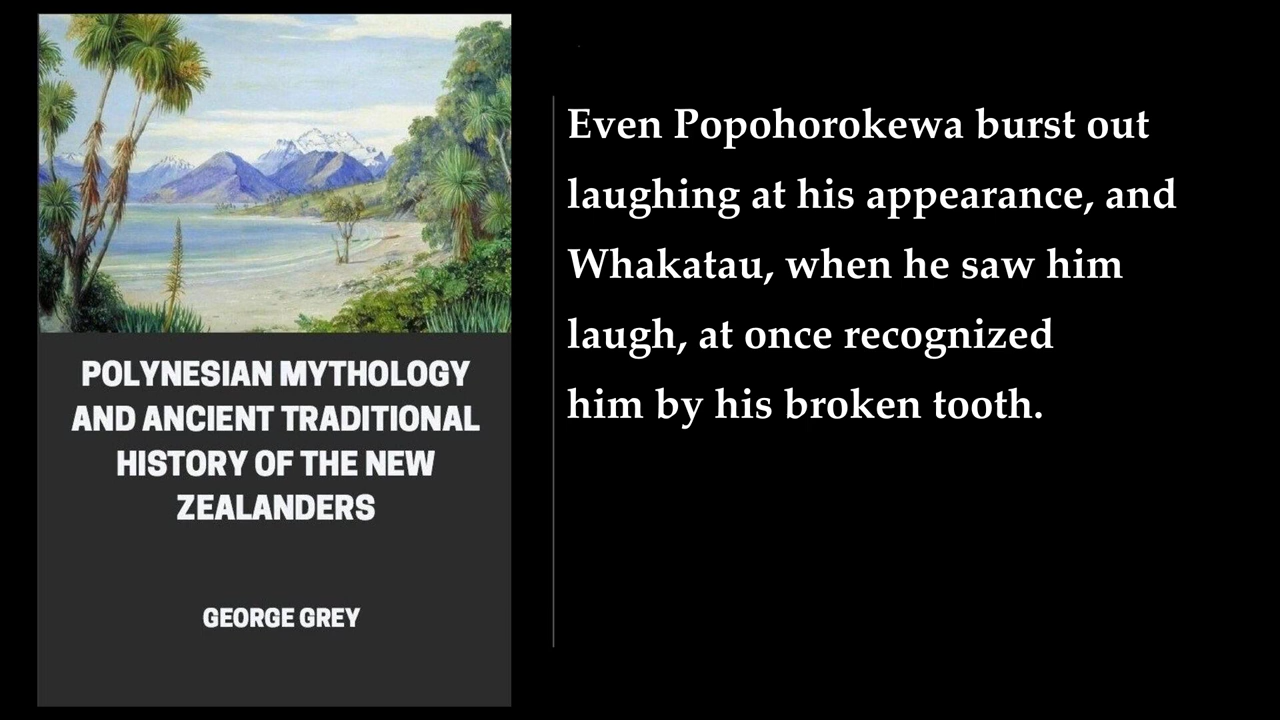 POLYNESIAN MYTHOLOGY
AND ANCIENT TRADITIONAL
HISTORY OF THE NEW
ZEALANDERS
GEORGE GREY
Even Popohorokewa burst out
laughing at his appearance, and
Whakatau, when he saw him
laugh, at once recognized
him by his broken tooth.